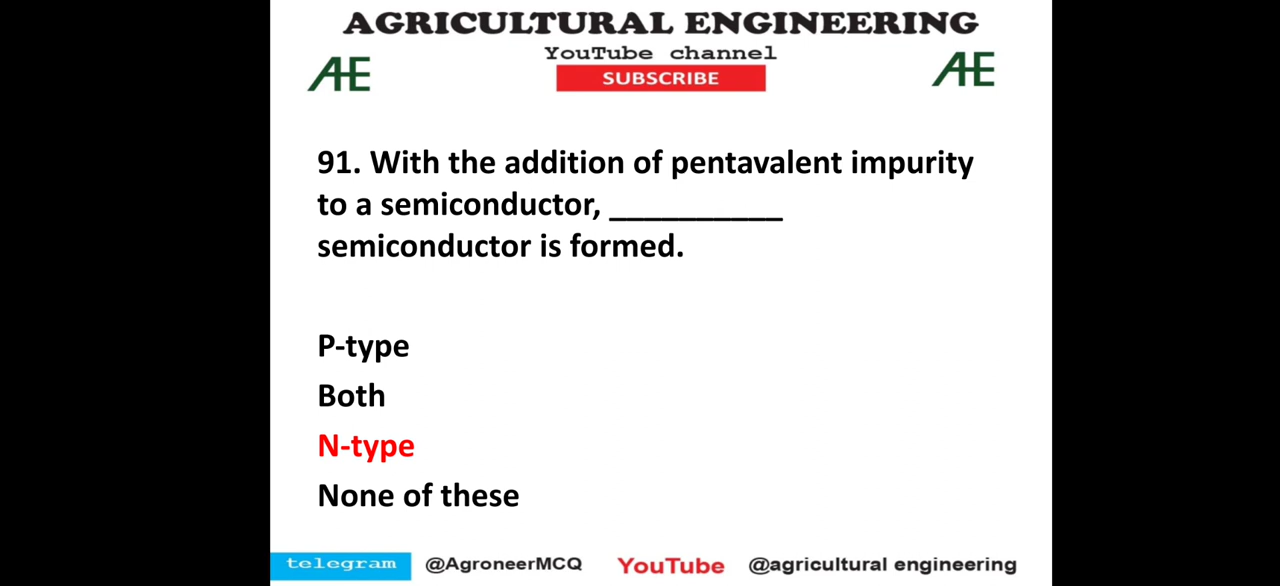 AGRICULTURAL ENGINEERING
YouTube channel
AE SUBSCRIBE AE
91. With the addition of pentavalent impurity
to a semiconductor, __________
semiconductor is formed.
P-type
Both
N-type
None of these
telegram @AgroneerMCQ YouTube @agricultural engineering